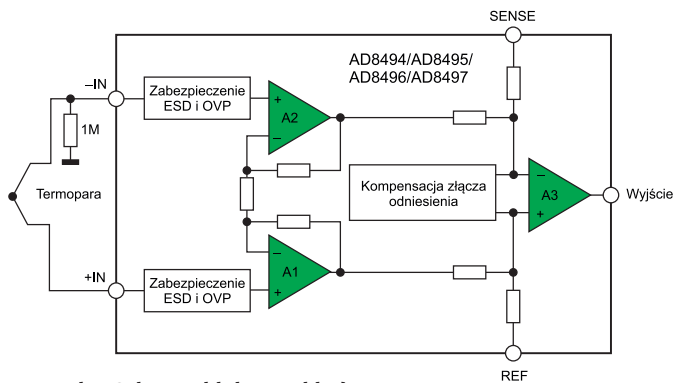 SENSE
AD8494/AD8495/
AD8496/AD8497
–IN
Zabezpieczenie
ESD i OVP
+
A2
–
1M
Termopara
Kompensacja złącza
odniesienia
–
A3
+
Wyjście
+IN
Zabezpieczenie
ESD i OVP
–
A1
+
REF